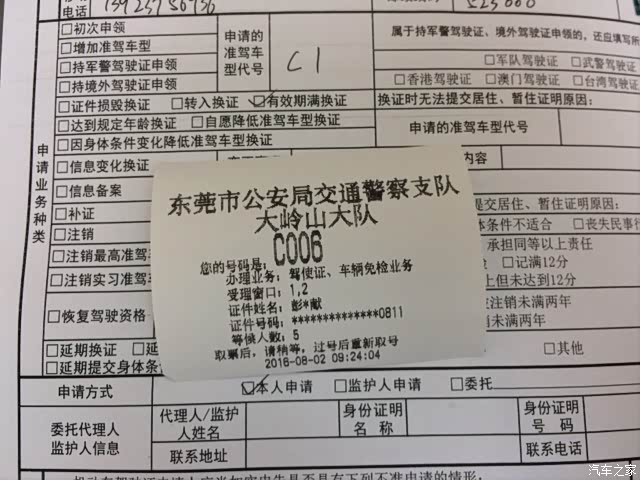 电话
□初次申领
□增加准驾车型
□持军警驾驶证申领
□持境外驾驶证申领
申请的
准驾车
型代号
C1
属于持军警驾驶证、境外驾驶证申领的，还应填写所
□军队驾驶证 □武警驾
□香港驾驶证 □澳门驾驶证 □台湾驾驶
□证件损毁换证 □转入换证 ☑有效期满换证
换证时无法提交居住、暂住证明原因：
□达到规定年龄换证 □自愿降低准驾车型换证
□因身体条件变化降低准驾车型换证
申请的准驾车型代号
申请业务种类
□信息变化换证
内容
□信息备案
□补证
□注销
□注销最高准驾
□注销实习准驾
□恢复驾驶资格
提交居住、暂住证明原因：
体条件不适合 □丧失民事行
承担同等以上责任
□记满12分
上但未达到12分
注销未满两年
销未满两年
□其他
东莞市公安局交通警察支队
大岭山大队
您的号码是：C006
办理业务：驾使证、车辆免检业务
受理窗口：1,2
证件姓名：彭*献
证件号码：**************0811
等候人数：5
取票后，请稍等，过号后重新取号
2016-08-02 09:24:04
□延期换证 □延
□延期提交身体条
申请方式 ☑本人申请 □监护人申请 □委托
委托代理人
监护人信息
代理人/监护
人姓名
身份证明
名称
身份证明
号码
联系地址
联系电话